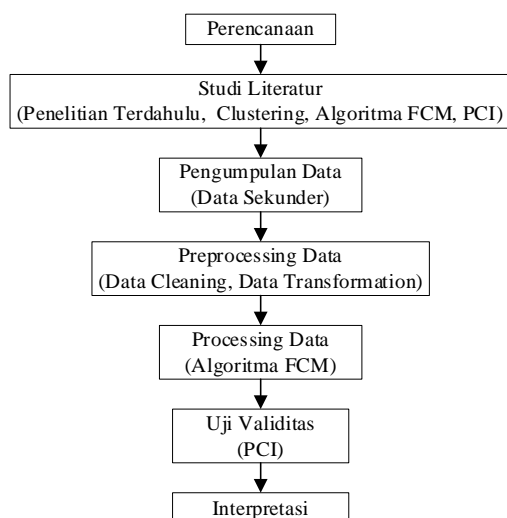 Perencanaan
Studi Literatur
(Penelitian Terdahulu, Clustering, Algoritma FCM, PCI)
Pengumpulan Data
(Data Sekunder)
Preprocessing Data
(Data Cleaning, Data Transformation)
Processing Data
(Algoritma FCM)
Uji Validitas
(PCI)
Interpretasi